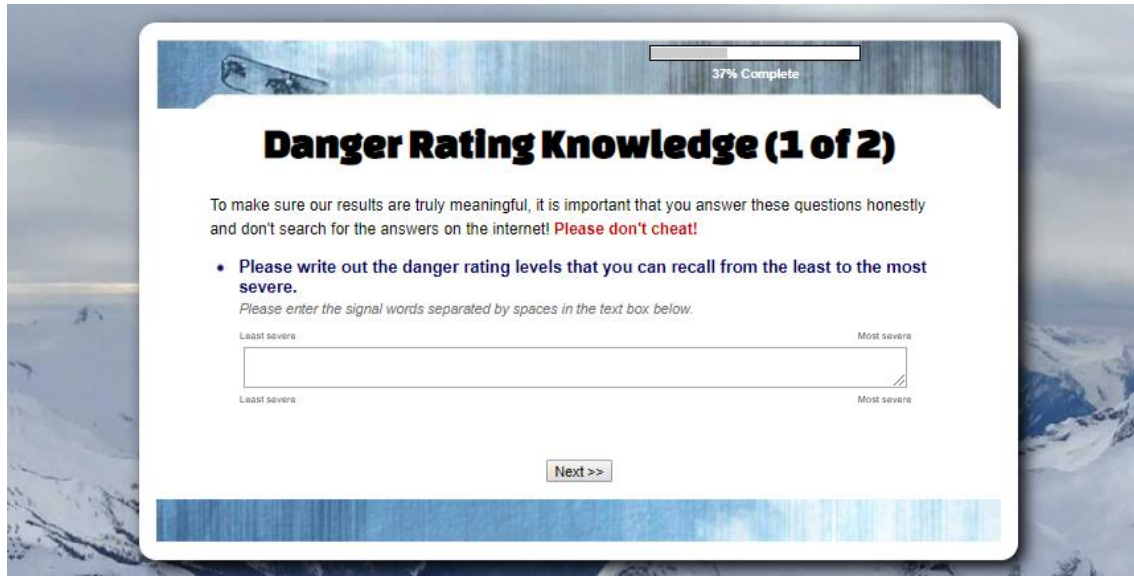 37% Complete
Danger Rating Knowledge (1 of 2)
To make sure our results are truly meaningful, it is important that you answer these questions honestly
and don't search for the answers on the internet! Please don't cheat!
• Please write out the danger rating levels that you can recall from the least to the most
severe.
Please enter the signal words separated by spaces in the text box below.
Least severe Most severe
Least severe Most severe
Next >>